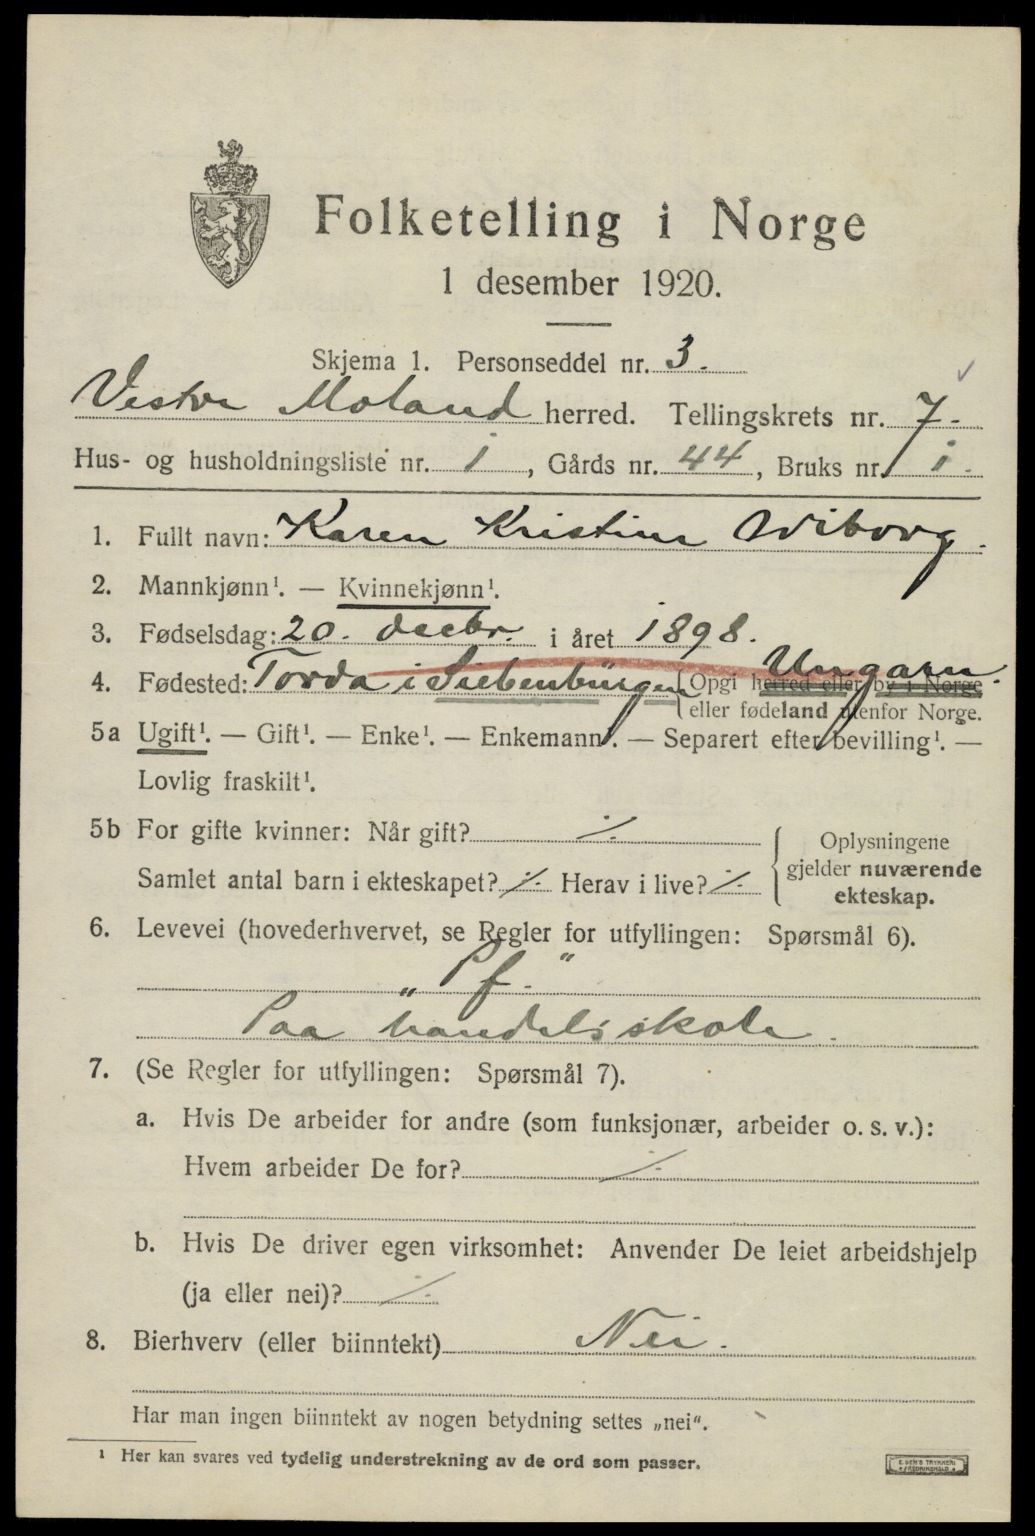 Folketelling i Norge
1 desember 1920.
Skjema 1. Personseddel nr. 3.
Vestre Moland herred. Tellingskrets nr. 7.
Hus- og husholdningsliste nr. 1, Gårds nr. 44, Bruks nr. 1.
1. Fullt navn: Karen Kristine Wiborg.
2. Mannkjønn¹. — Kvinnekjønn¹.
3. Fødselsdag: 20. decbr. i året 1898.
4. Fødested: Torda i Siebenbürgen Ungarn. Opgi herred eller by i Norge
eller fødeland utenfor Norge.
5a Ugift¹. — Gift¹. — Enke¹. — Enkemann¹. — Separert efter bevilling¹. —
Lovlig fraskilt¹.
5b For gifte kvinner: Når gift? ./.
Samlet antal barn i ekteskapet? ./. Herav i live? ./.
Oplysningene
gjelder nuværende
ekteskap.
6. Levevei (hovederhvervet, se Regler for utfyllingen: Spørsmål 6).
"Pf."
Paa handelsskole.
7. (Se Regler for utfyllingen: Spørsmål 7).
a. Hvis De arbeider for andre (som funksjonær, arbeider o. s. v.):
Hvem arbeider De for? ./.
b. Hvis De driver egen virksomhet: Anvender De leiet arbeidshjelp
(ja eller nei)? ./.
8. Bierhverv (eller biinntekt) Nei.
Har man ingen biinntekt av nogen betydning settes „nei“.
¹ Her kan svares ved tydelig understrekning av de ord som passer.